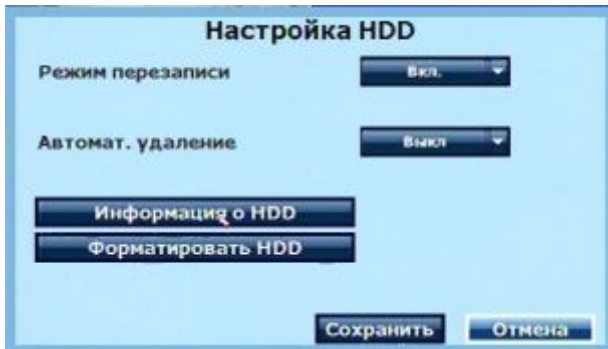 Настройка HDD
Режим перезаписи Вкл.
Автомат. удаление Выкл
Информация о HDD
Форматировать HDD
Сохранить Отмена